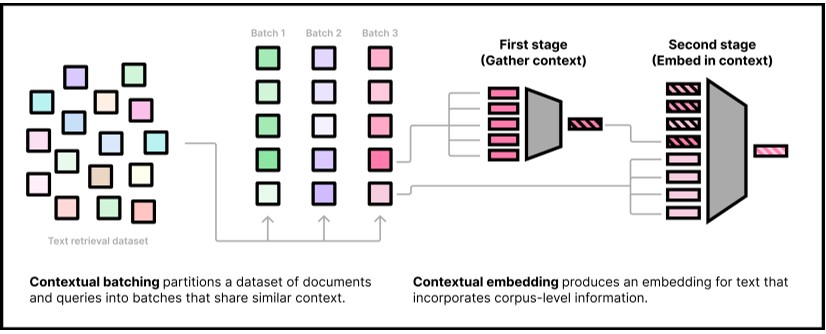 Batch 1 Batch 2 Batch 3
First stage
(Gather context)
Second stage
(Embed in context)
Text retrieval dataset
Contextual batching partitions a dataset of documents
and queries into batches that share similar context.
Contextual embedding produces an embedding for text that
incorporates corpus-level information.